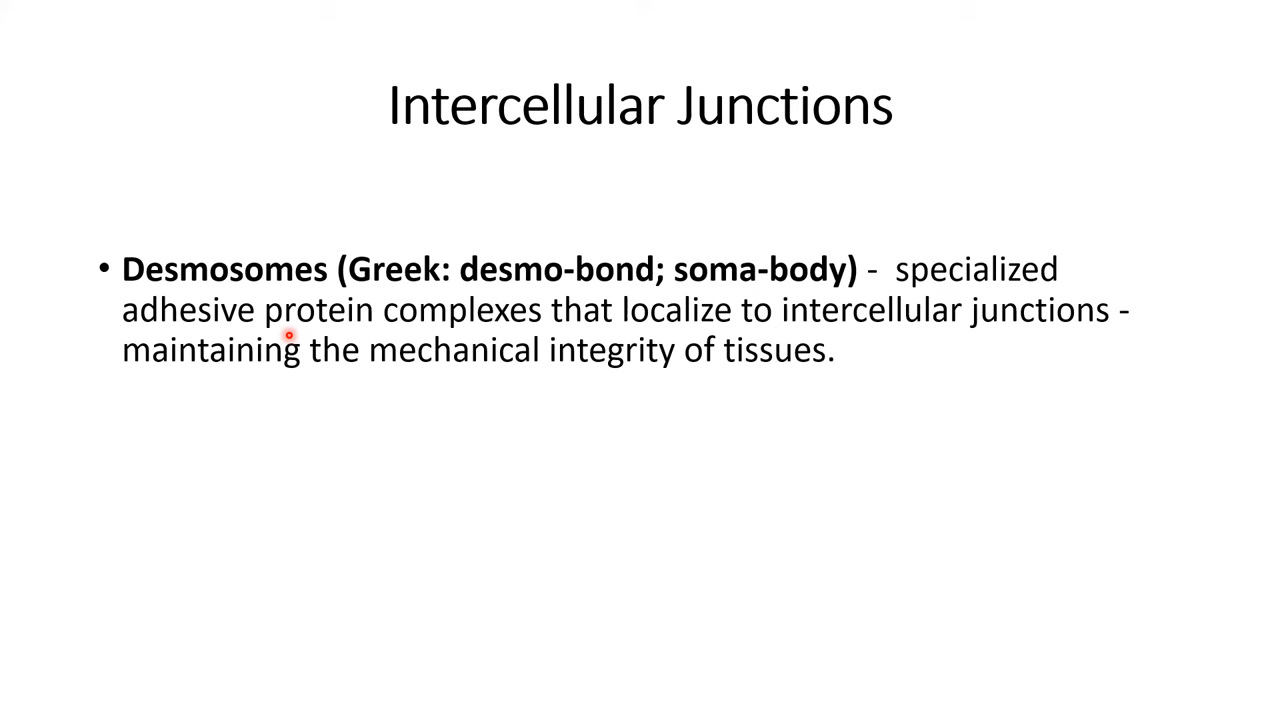 Intercellular Junctions
• Desmosomes (Greek: desmo-bond; soma-body) - specialized
adhesive protein complexes that localize to intercellular junctions -
maintaining the mechanical integrity of tissues.